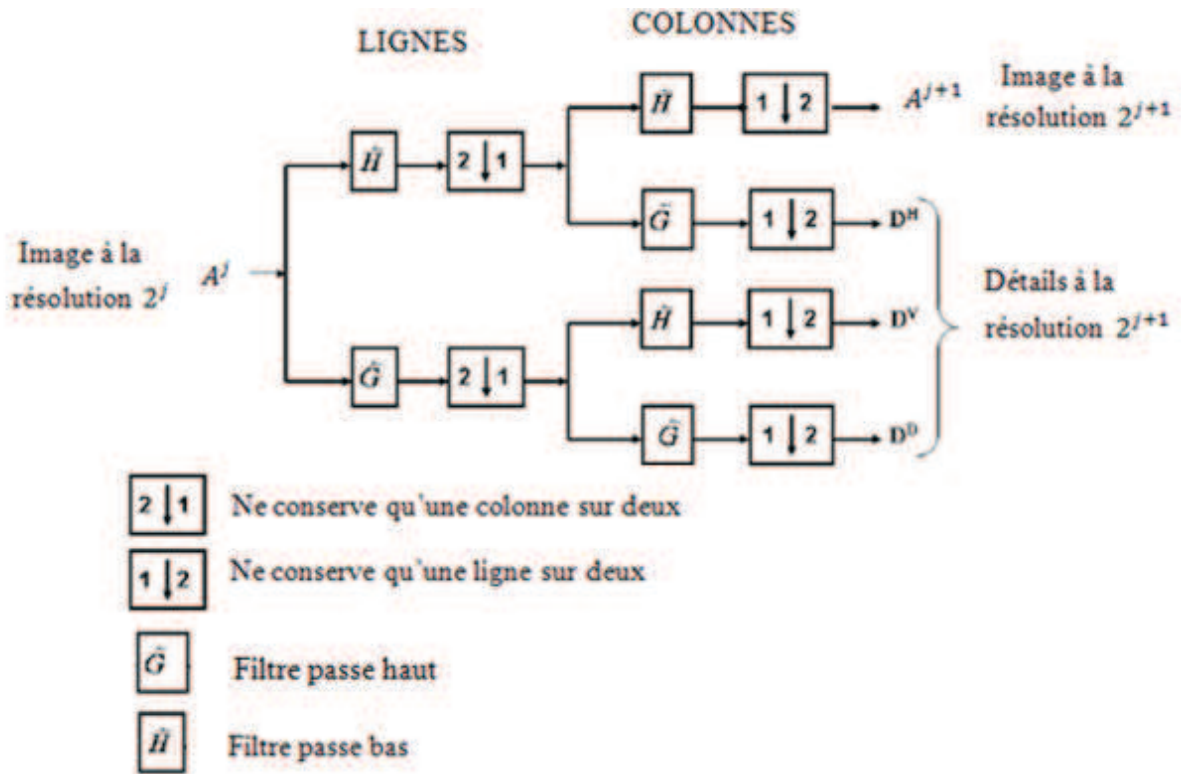 LIGNES
COLONNES
H̃
2 ↓ 1
H̃
1 ↓ 2
A^{j+1}
Image à la
résolution 2^{j+1}
G̃
1 ↓ 2
D^H
Image à la
résolution 2^j
A^j
G̃
2 ↓ 1
H̃
1 ↓ 2
D^V
G̃
1 ↓ 2
D^D
Détails à la
résolution 2^{j+1}
2 ↓ 1 Ne conserve qu'une colonne sur deux
1 ↓ 2 Ne conserve qu'une ligne sur deux
G̃ Filtre passe haut
H̃ Filtre passe bas